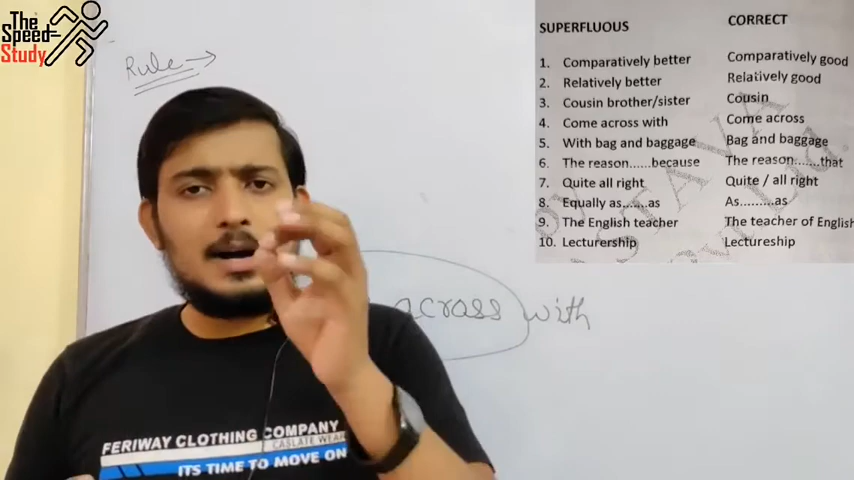 The
Speed
Study
Rule →
SUPERFLUOUS CORRECT
1. Comparatively better Comparatively good
2. Relatively better Relatively good
3. Cousin brother/sister Cousin
4. Come across with Come across
5. With bag and baggage Bag and baggage
6. The reason......because The reason.......that
7. Quite all right Quite / all right
8. Equally as.......as As..........as
9. The English teacher The teacher of English
10. Lecturership Lectureship
across with
FERIWAY CLOTHING COMPANY
CASLATE WEAR
ITS TIME TO MOVE ON